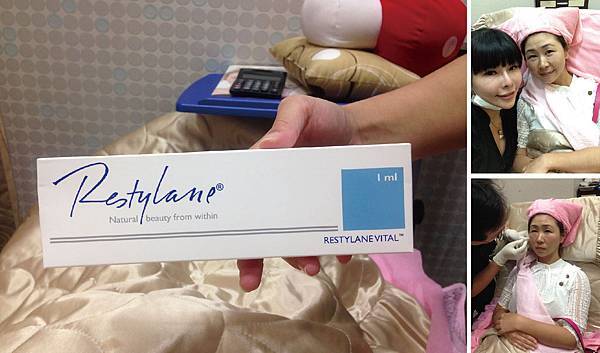 Restylane®
Natural beauty from within
1 ml
RESTYLANE VITAL™